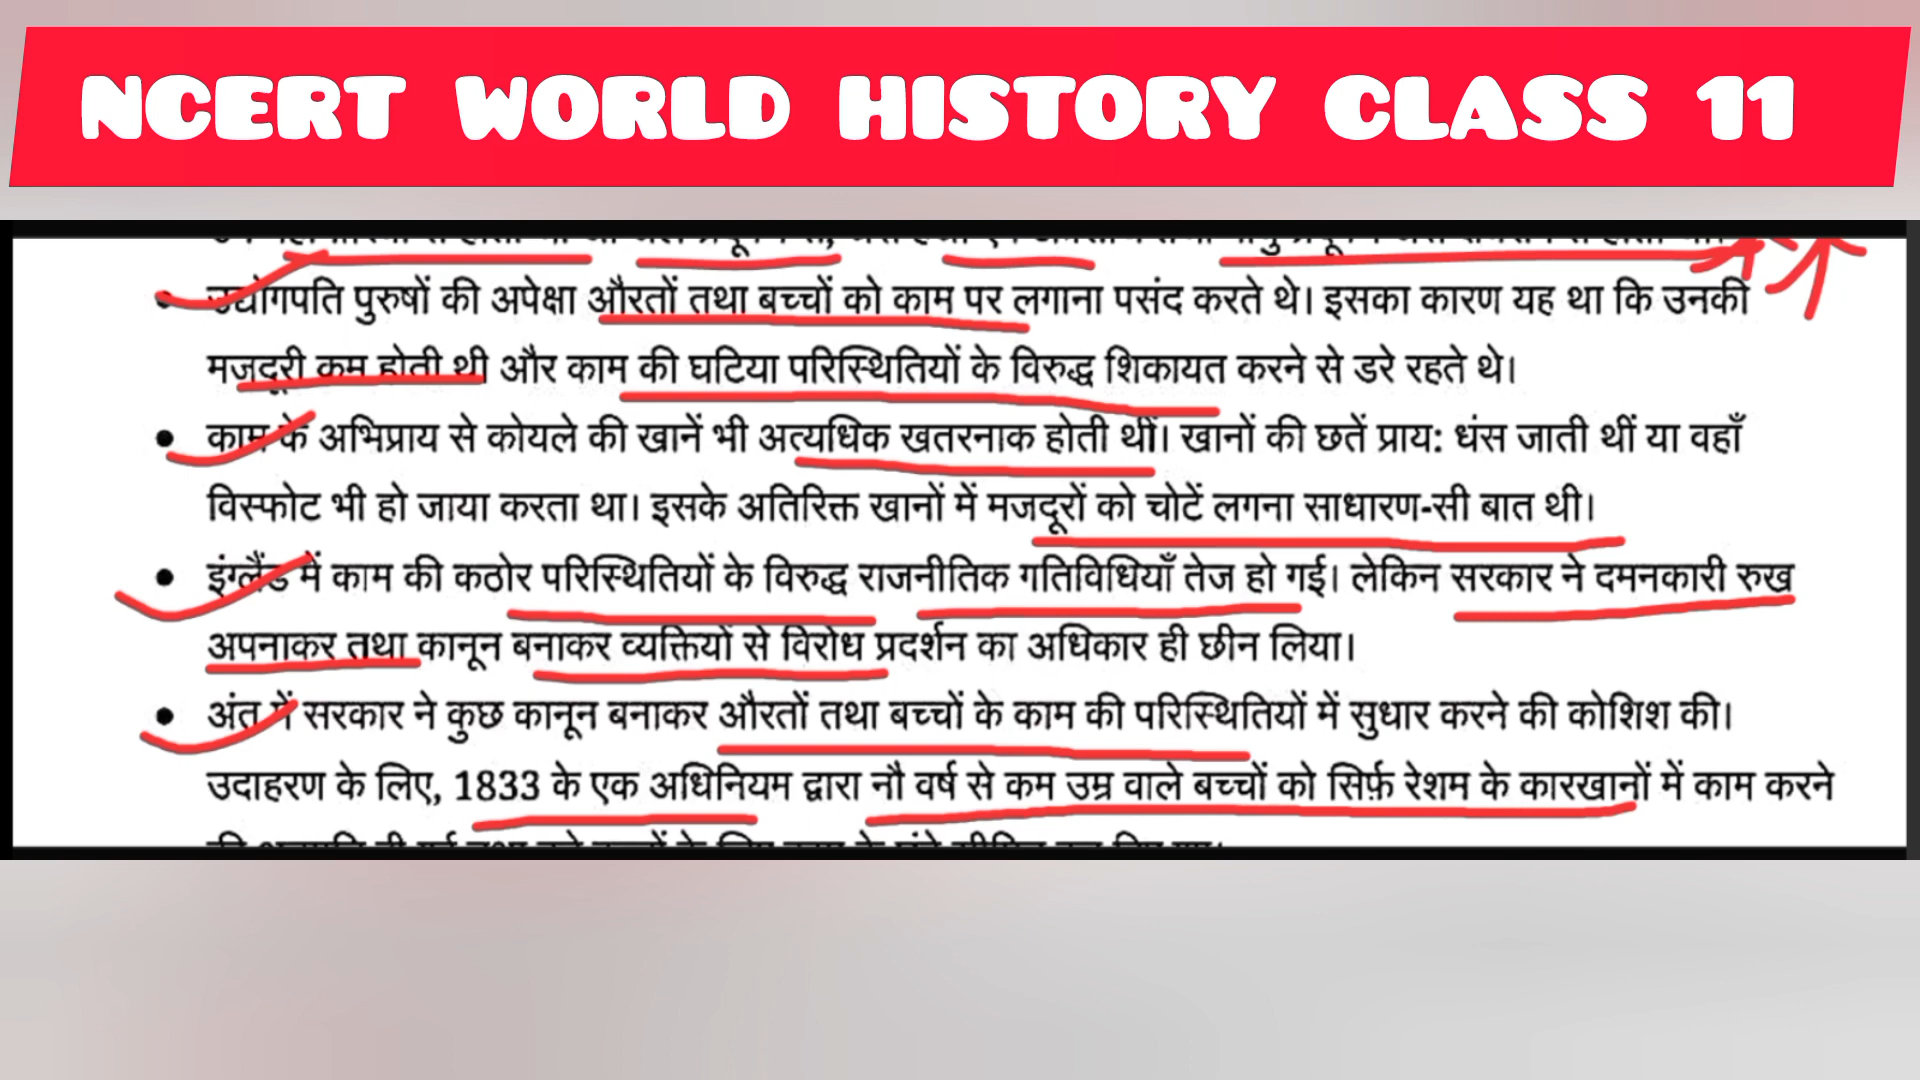 NCERT WORLD HISTORY CLASS 11
उद्योगपति पुरुषों की अपेक्षा औरतों तथा बच्चों को काम पर लगाना पसंद करते थे। इसका कारण यह था कि उनकी
मजदूरी कम होती थी और काम की घटिया परिस्थितियों के विरुद्ध शिकायत करने से डरे रहते थे।
• काम के अभिप्राय से कोयले की खानें भी अत्यधिक खतरनाक होती थीं। खानों की छतें प्राय: धंस जाती थीं या वहाँ
विस्फोट भी हो जाया करता था। इसके अतिरिक्त खानों में मजदूरों को चोटें लगना साधारण-सी बात थी।
• इंग्लैंड में काम की कठोर परिस्थितियों के विरुद्ध राजनीतिक गतिविधियाँ तेज हो गई। लेकिन सरकार ने दमनकारी रुख
अपनाकर तथा कानून बनाकर व्यक्तियों से विरोध प्रदर्शन का अधिकार ही छीन लिया।
• अंत में सरकार ने कुछ कानून बनाकर औरतों तथा बच्चों के काम की परिस्थितियों में सुधार करने की कोशिश की।
उदाहरण के लिए, 1833 के एक अधिनियम द्वारा नौ वर्ष से कम उम्र वाले बच्चों को सिर्फ़ रेशम के कारखानों में काम करने